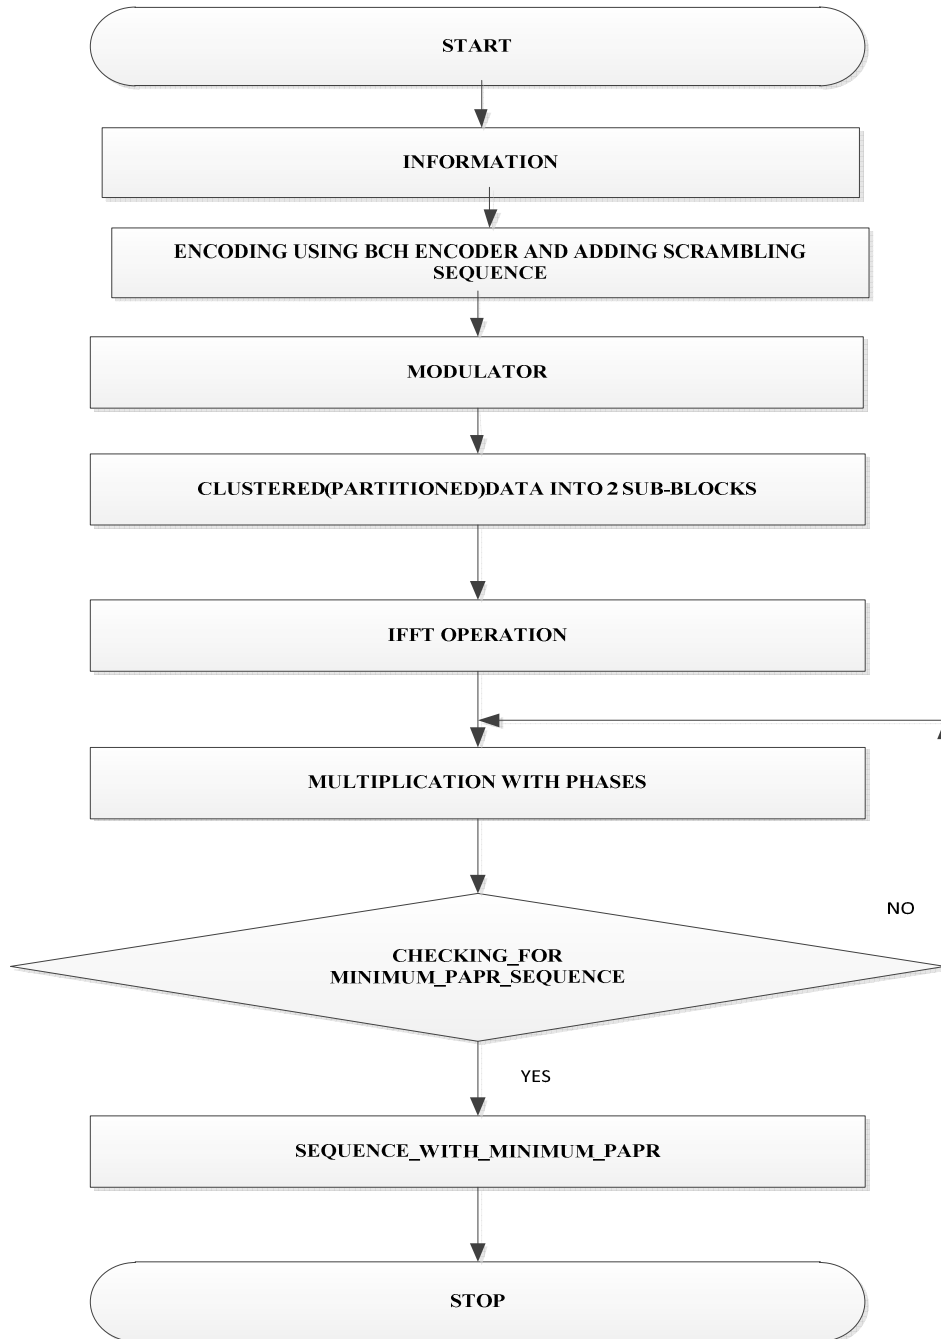 START
INFORMATION
ENCODING USING BCH ENCODER AND ADDING SCRAMBLING
SEQUENCE
MODULATOR
CLUSTERED(PARTITIONED)DATA INTO 2 SUB-BLOCKS
IFFT OPERATION
MULTIPLICATION WITH PHASES
NO
CHECKING_FOR
MINIMUM_PAPR_SEQUENCE
YES
SEQUENCE_WITH_MINIMUM_PAPR
STOP